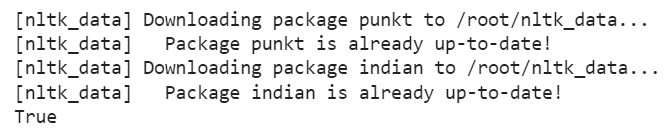 [nltk_data] Downloading package punkt to /root/nltk_data...
[nltk_data]   Package punkt is already up-to-date!
[nltk_data] Downloading package indian to /root/nltk_data...
[nltk_data]   Package indian is already up-to-date!
True